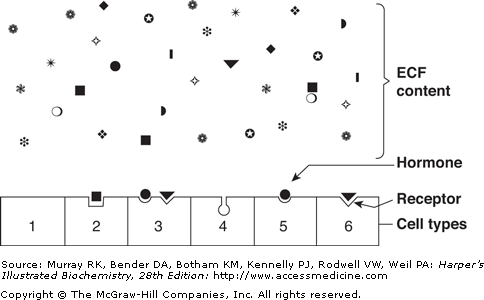 ECF
content
Hormone
Receptor
1 2 3 4 5 6 Cell types
Source: Murray RK, Bender DA, Botham KM, Kennelly PJ, Rodwell VW, Weil PA: Harper's
Illustrated Biochemistry, 28th Edition: http://www.accessmedicine.com
Copyright © The McGraw-Hill Companies, Inc. All rights reserved.